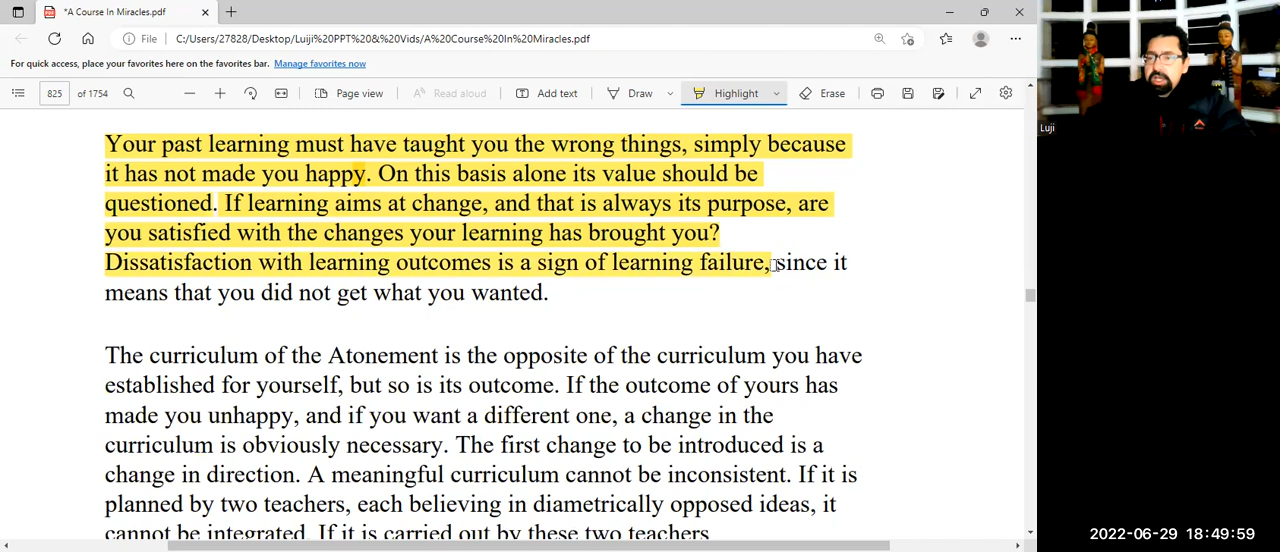 *A Course In Miracles.pdf
File C:/Users/27828/Desktop/Luiji%20PPT%20&%20Vids/A%20Course%20In%20Miracles.pdf
For quick access, place your favorites here on the favorites bar. Manage favorites now
825 of 1754 Page view Read aloud Add text Draw Highlight Erase
Your past learning must have taught you the wrong things, simply because
it has not made you happy. On this basis alone its value should be
questioned. If learning aims at change, and that is always its purpose, are
you satisfied with the changes your learning has brought you?
Dissatisfaction with learning outcomes is a sign of learning failure, since it
means that you did not get what you wanted.
The curriculum of the Atonement is the opposite of the curriculum you have
established for yourself, but so is its outcome. If the outcome of yours has
made you unhappy, and if you want a different one, a change in the
curriculum is obviously necessary. The first change to be introduced is a
change in direction. A meaningful curriculum cannot be inconsistent. If it is
planned by two teachers, each believing in diametrically opposed ideas, it
cannot be integrated. If it is carried out by these two teachers
Luji
2022-06-29 18:49:59